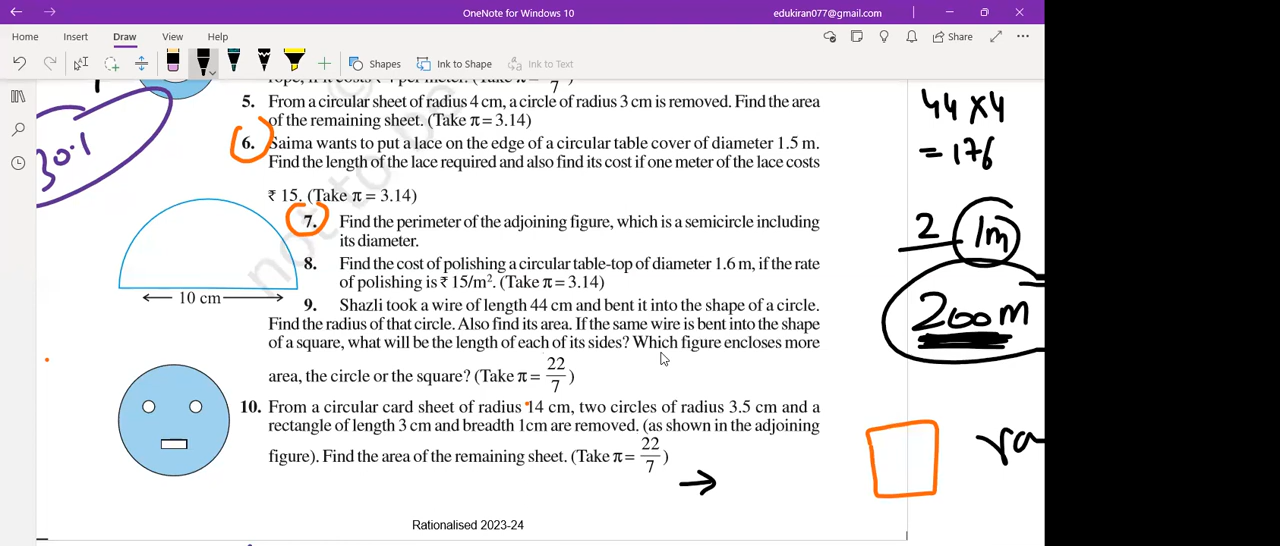 OneNote for Windows 10
edukiran077@gmail.com
Home Insert Draw View Help
Share
Shapes Ink to Shape Ink to Text
5. From a circular sheet of radius 4 cm, a circle of radius 3 cm is removed. Find the area
of the remaining sheet. (Take π = 3.14)
6. Saima wants to put a lace on the edge of a circular table cover of diameter 1.5 m.
Find the length of the lace required and also find its cost if one meter of the lace costs
₹ 15. (Take π = 3.14)
7. Find the perimeter of the adjoining figure, which is a semicircle including
its diameter.
10 cm
8. Find the cost of polishing a circular table-top of diameter 1.6 m, if the rate
of polishing is ₹ 15/m². (Take π = 3.14)
9. Shazli took a wire of length 44 cm and bent it into the shape of a circle.
Find the radius of that circle. Also find its area. If the same wire is bent into the shape
of a square, what will be the length of each of its sides? Which figure encloses more
area, the circle or the square? (Take π = 22/7)
10. From a circular card sheet of radius 14 cm, two circles of radius 3.5 cm and a
rectangle of length 3 cm and breadth 1cm are removed. (as shown in the adjoining
figure). Find the area of the remaining sheet. (Take π = 22/7)
Rationalised 2023-24
30.1
44 x 4
= 176
2 1m
200m